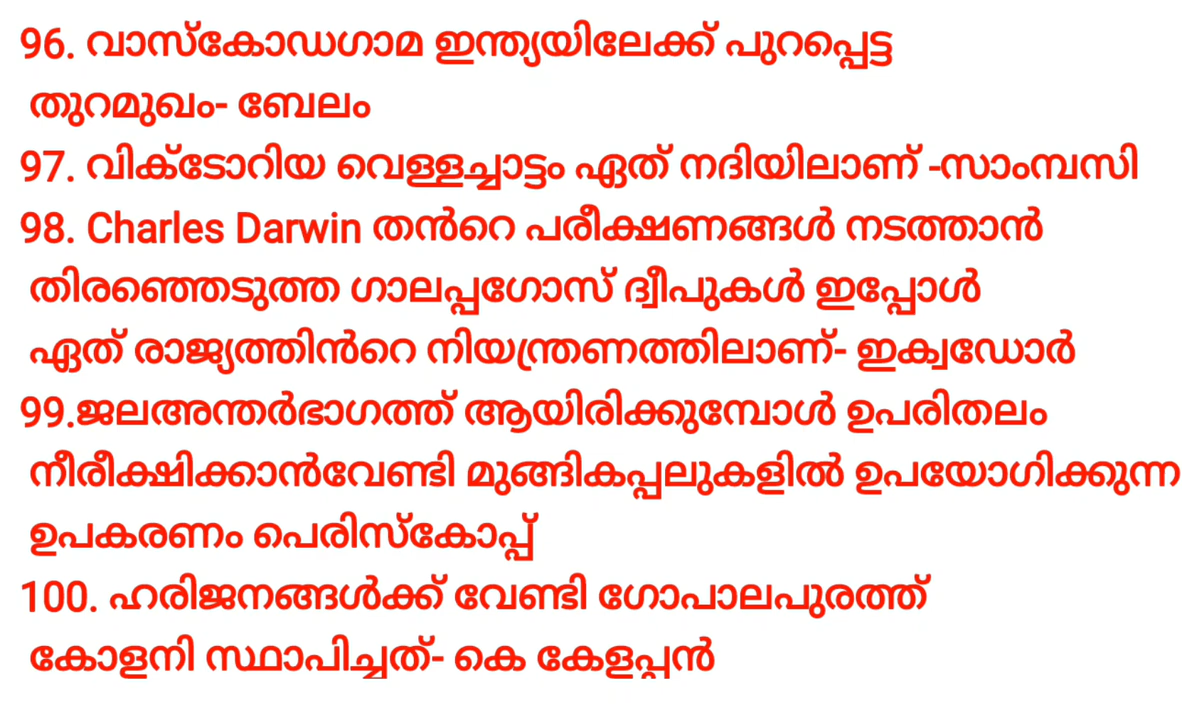 96. വാസ്കോഡഗാമ ഇന്ത്യയിലേക്ക് പുറപ്പെട്ട
തുറമുഖം- ബേലം
97. വിക്ടോറിയ വെള്ളച്ചാട്ടം ഏത് നദിയിലാണ് -സാംമ്പസി
98. Charles Darwin തൻറെ പരീക്ഷണങ്ങൾ നടത്താൻ
തിരഞ്ഞെടുത്ത ഗാലപ്പഗോസ് ദ്വീപുകൾ ഇപ്പോൾ
ഏത് രാജ്യത്തിൻറെ നിയന്ത്രണത്തിലാണ്- ഇക്വഡോർ
99.ജലഅന്തർഭാഗത്ത് ആയിരിക്കുമ്പോൾ ഉപരിതലം
നീരീക്ഷിക്കാൻവേണ്ടി മുങ്ങികപ്പലുകളിൽ ഉപയോഗിക്കുന്ന
ഉപകരണം പെരിസ്കോപ്പ്
100. ഹരിജനങ്ങൾക്ക് വേണ്ടി ഗോപാലപുരത്ത്
കോളനി സ്ഥാപിച്ചത്- കെ കേളപ്പൻ